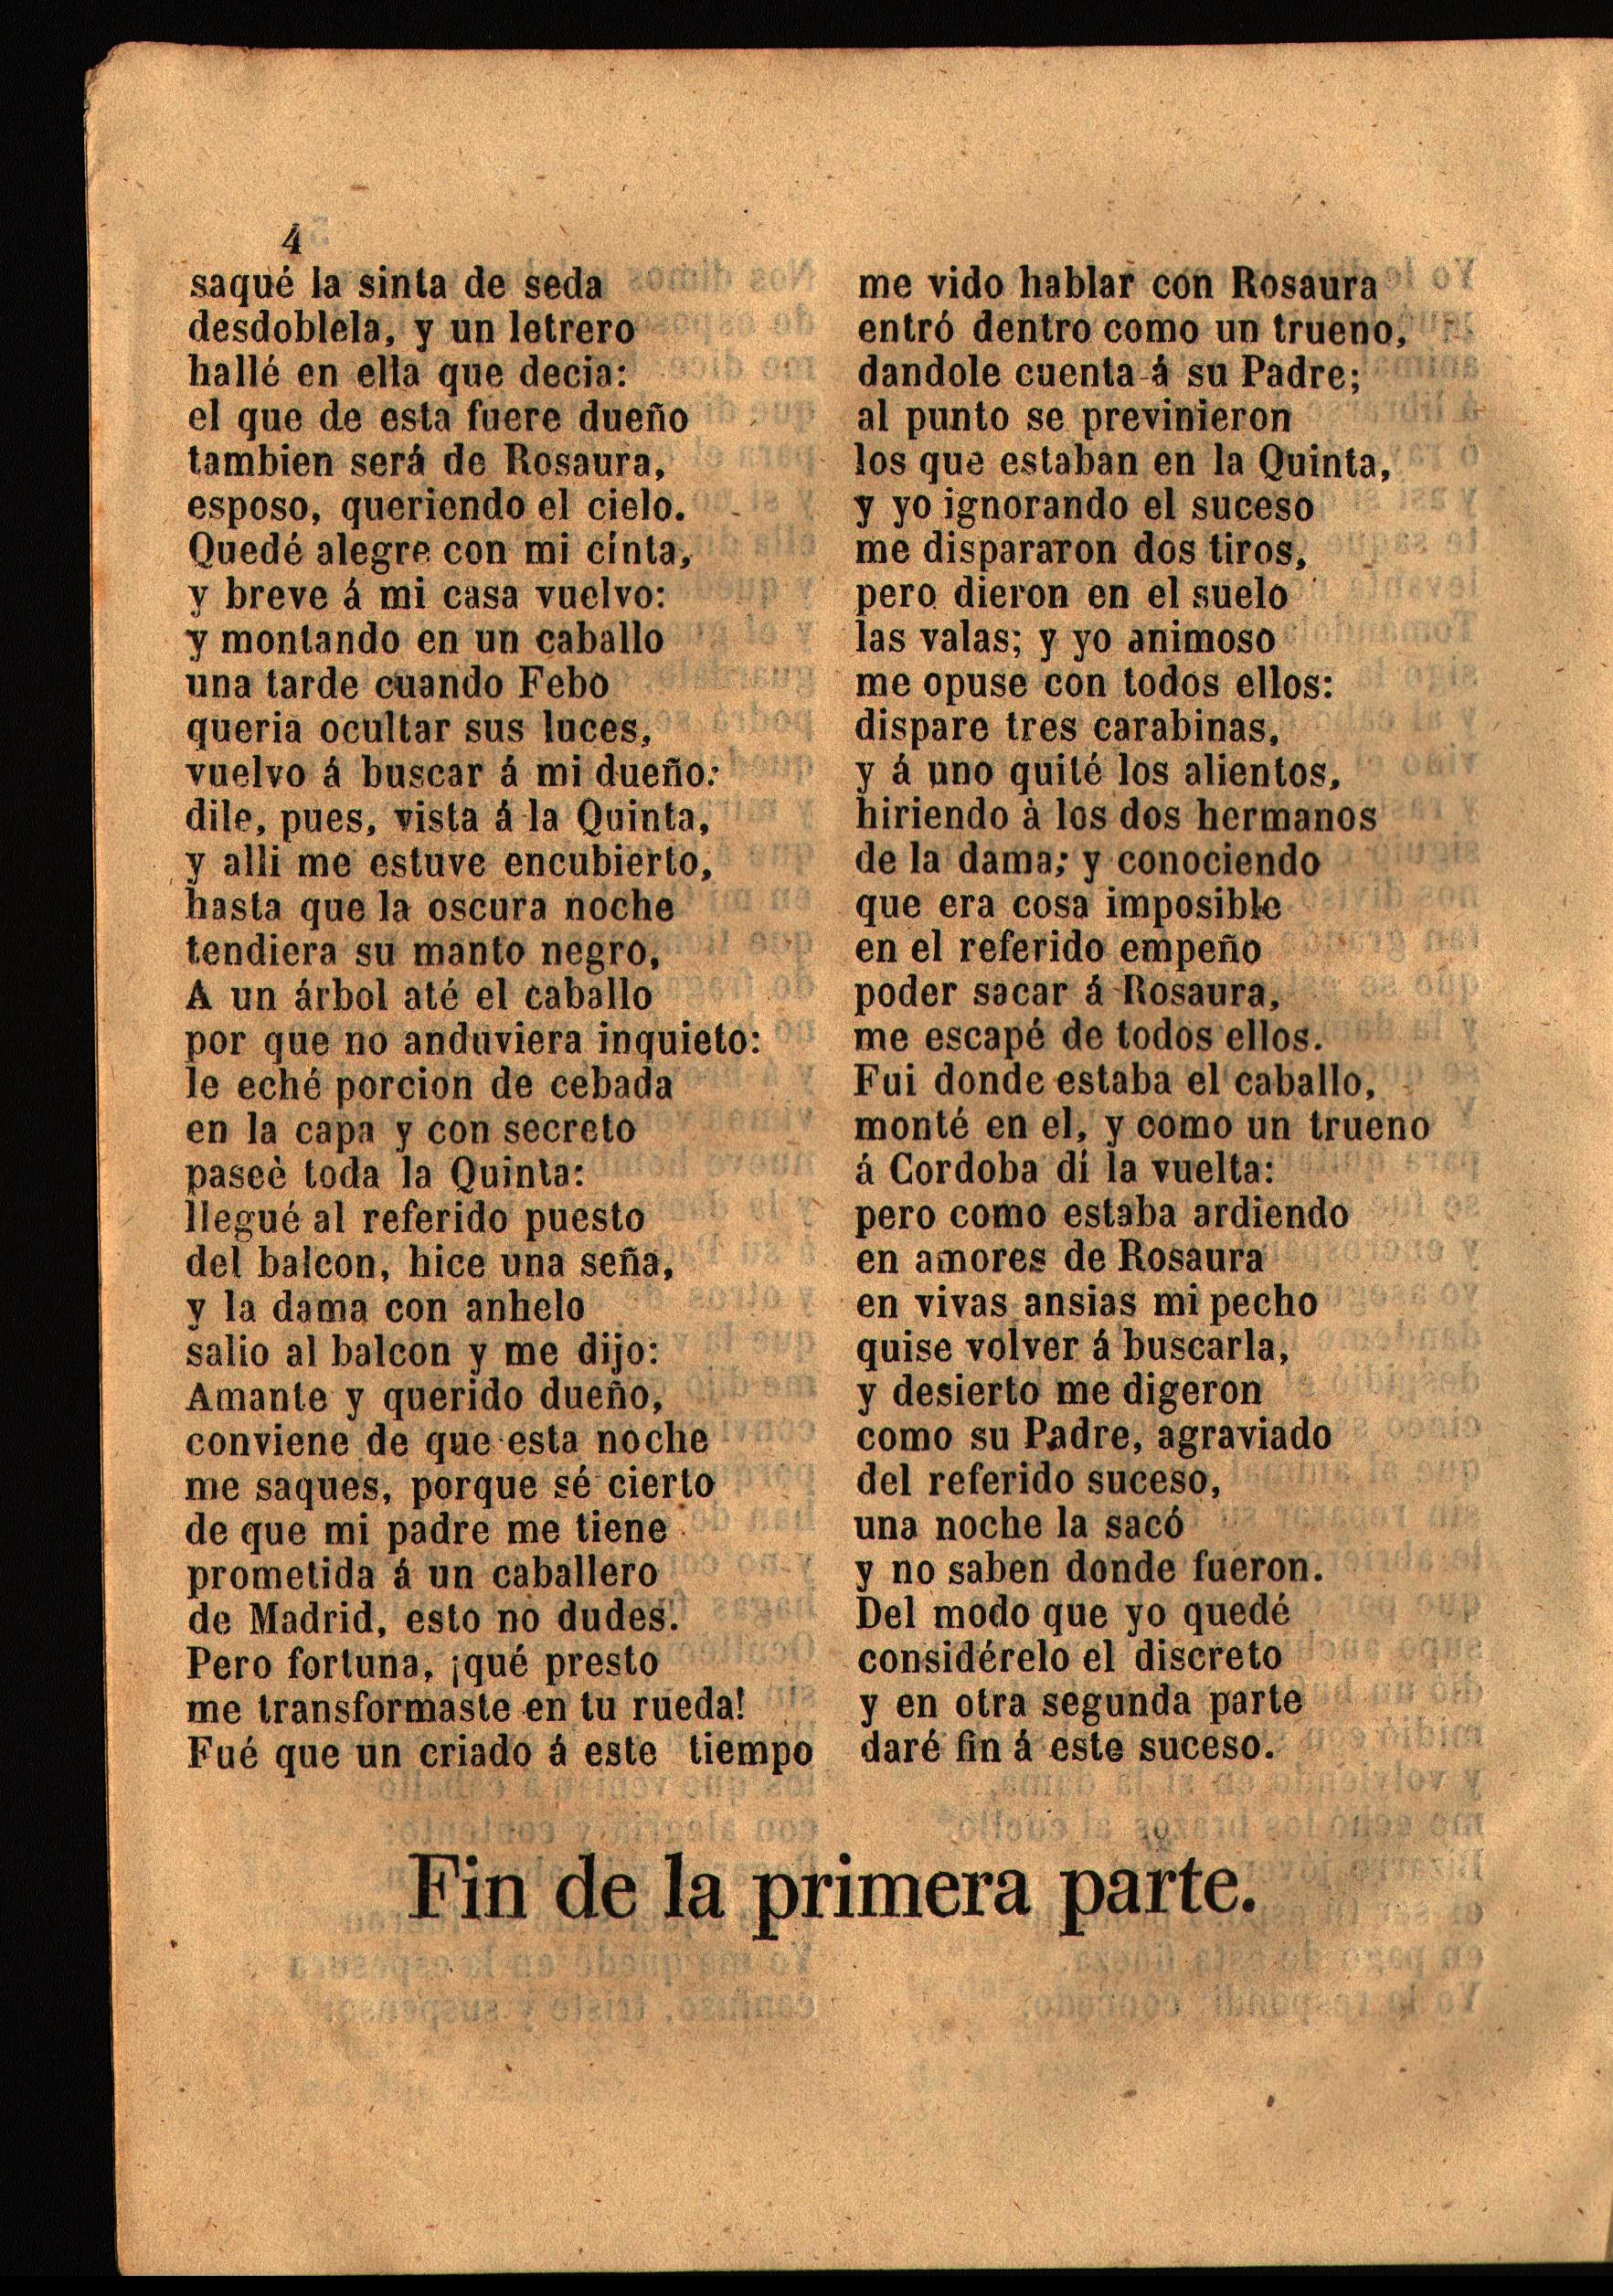 4
saqué la sinta de seda
desdoblela, y un letrero
hallé en ella que decia:
el que de esta fuere dueño
tambien será de Rosaura,
esposo, queriendo el cielo.
Quedé alegre con mi cinta,
y breve á mi casa vuelvo:
y montando en un caballo
una tarde cuando Febo
queria ocultar sus luces,
vuelvo á buscar á mi dueño:
dile, pues, vista á la Quinta,
y alli me estuve encubierto,
hasta que la oscura noche
tendiera su manto negro,
A un árbol até el caballo
por que no anduviera inquieto:
le eché porcion de cebada
en la capa y con secreto
paseè toda la Quinta:
llegué al referido puesto
del balcon, hice una seña,
y la dama con anhelo
salio al balcon y me dijo:
Amante y querido dueño,
conviene de que esta noche
me saques, porque sé cierto
de que mi padre me tiene
prometida á un caballero
de Madrid, esto no dudes.
Pero fortuna, ¡qué presto
me transformaste en tu rueda!
Fué que un criado á este tiempo
me vido hablar con Rosaura
entró dentro como un trueno,
dandole cuenta á su Padre;
al punto se previnieron
los que estaban en la Quinta,
y yo ignorando el suceso
me dispararon dos tiros,
pero dieron en el suelo
las valas; y yo animoso
me opuse con todos ellos:
dispare tres carabinas,
y á uno quité los alientos,
hiriendo à los dos hermanos
de la dama; y conociendo
que era cosa imposible
en el referido empeño
poder sacar á Rosaura,
me escapé de todos ellos.
Fui donde estaba el caballo,
monté en el, y como un trueno
á Cordoba dí la vuelta:
pero como estaba ardiendo
en amores de Rosaura
en vivas ansias mi pecho
quise volver á buscarla,
y desierto me digeron
como su Padre, agraviado
del referido suceso,
una noche la sacó
y no saben donde fueron.
Del modo que yo quedé
considérelo el discreto
y en otra segunda parte
daré fin á este suceso.
Fin de la primera parte.